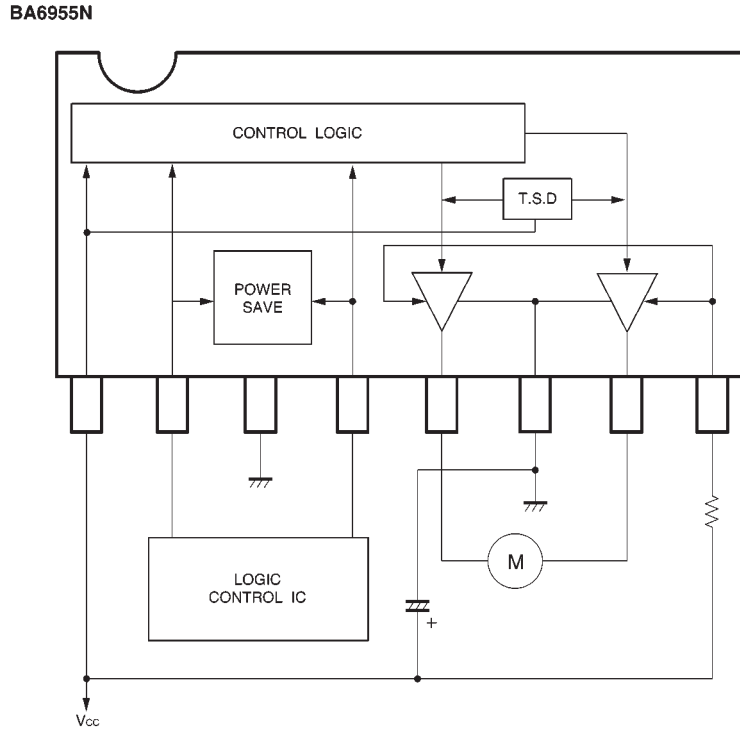 BA6955N
CONTROL LOGIC
T.S.D
POWER
SAVE
LOGIC
CONTROL IC
M
+
Vcc